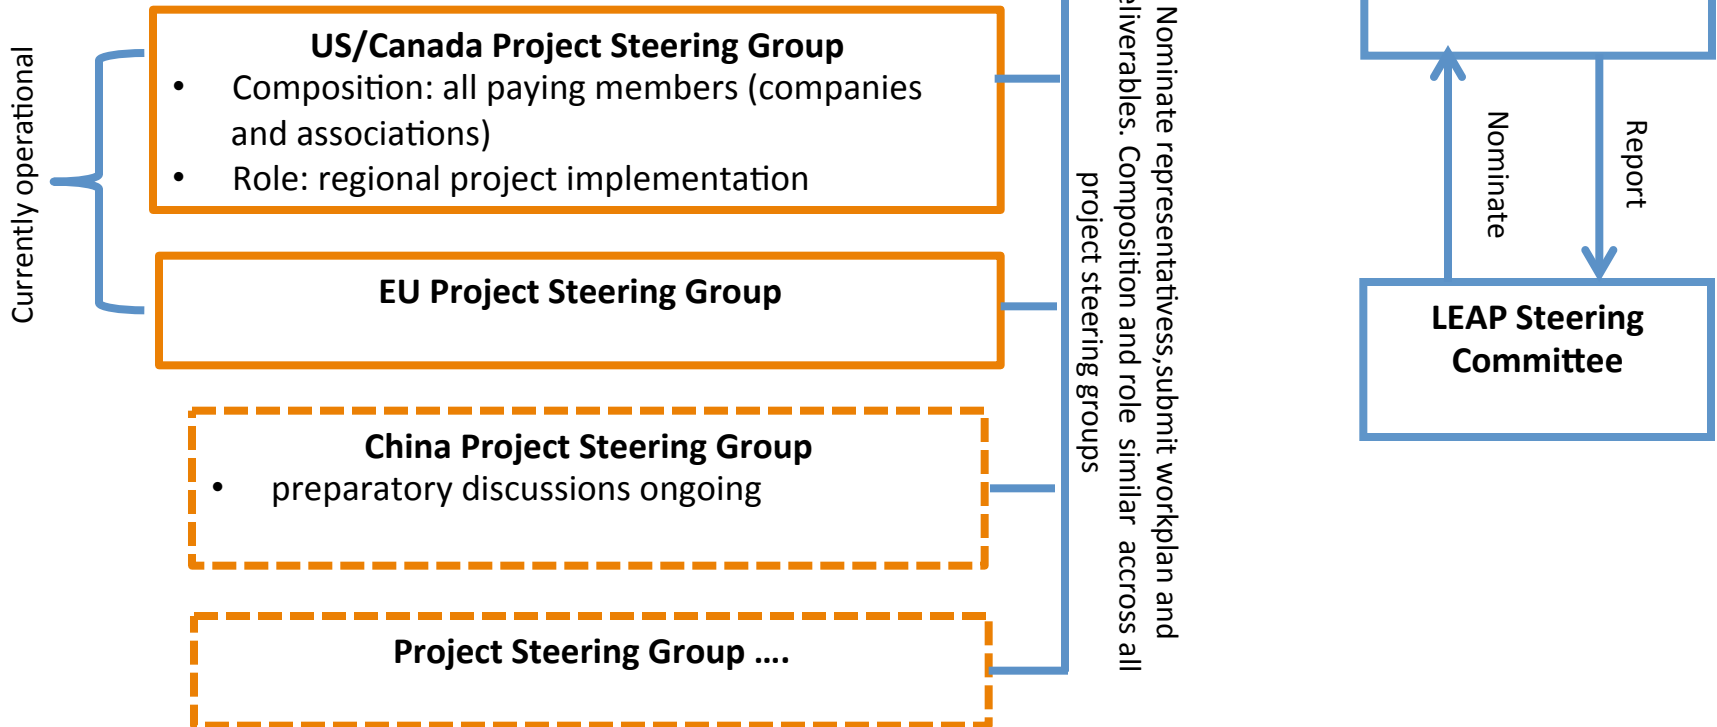 Currently operational
US/Canada Project Steering Group
• Composition: all paying members (companies
and associations)
• Role: regional project implementation
EU Project Steering Group
China Project Steering Group
• preparatory discussions ongoing
Project Steering Group ....
Nominate representativess,submit workplan and
Composition and role similar accross all
project steering groups
Nominate
Report
LEAP Steering
Committee